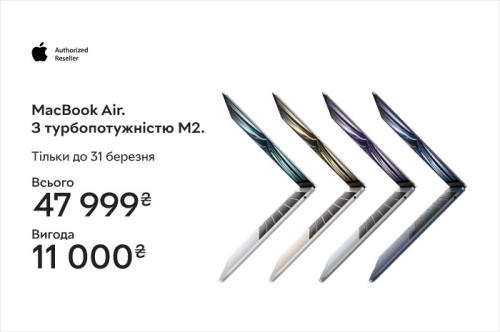 Authorized
Reseller
MacBook Air.
З турбопотужністю M2.
Тільки до 31 березня
Всього
47 999₴
Вигода
11 000₴